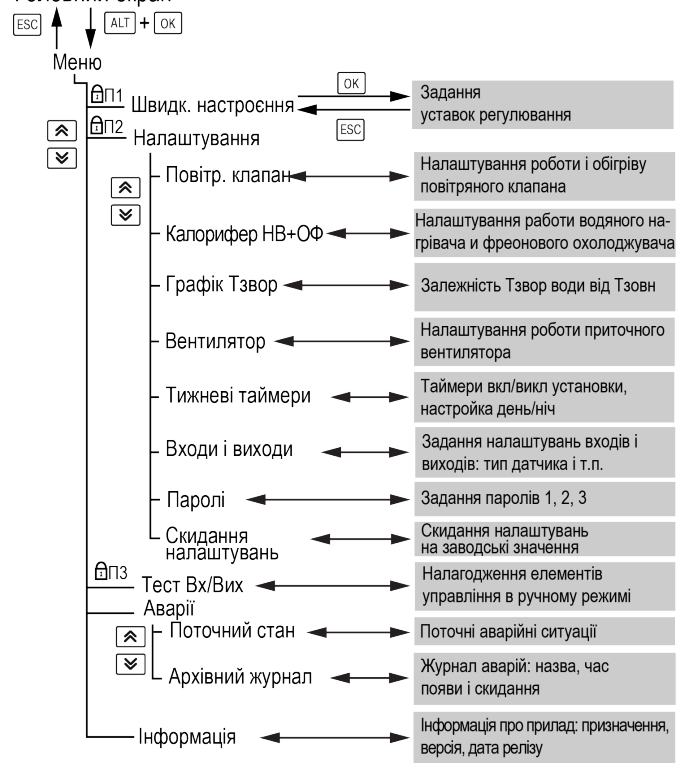 Головний екран
ESC ALT + OK
Меню
П1 Швидк. настроєння OK ESC
Задання
уставок регулювання
П2 Налаштування
Повітр. клапан
Налаштування роботи і обігріву
повітряного клапана
Калорифер НВ+ОФ
Налаштування работи водяного на-
грівача и фреонового охолоджувача
Графік Тзвор
Залежність Тзвор води від Тзовн
Вентилятор
Налаштування роботи приточного
вентилятора
Тижневі таймери
Таймери вкл/викл установки,
настройка день/ніч
Входи і виходи
Задання налаштувань входів і
виходів: тип датчика і т.п.
Паролі
Задання паролів 1, 2, 3
Скидання
налаштувань
Скидання налаштувань
на заводські значення
П3 Тест Вх/Вих
Налагодження елементів
управління в ручному режимі
Аварії
Поточний стан
Поточні аварійні ситуації
Архівний журнал
Журнал аварій: назва, час
появи і скидання
Інформація
Інформація про прилад: призначення,
версія, дата релізу